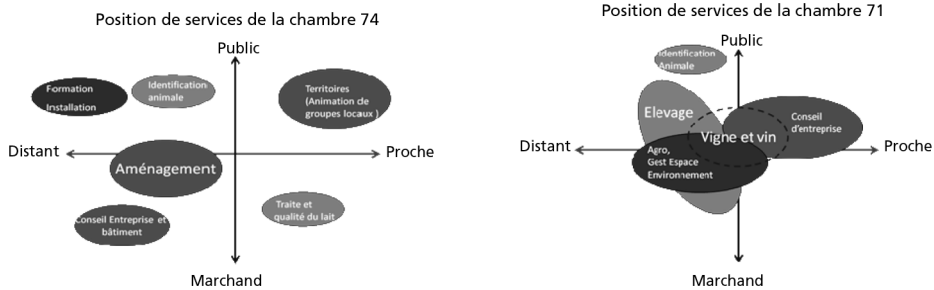 Position de services de la chambre 74
Public
Formation
Installation
Identification
animale
Territoires
(Animation de
groupes locaux )
Distant
Proche
Aménagement
Conseil Entreprise et
bâtiment
Traite et
qualité du lait
Marchand
Position de services de la chambre 71
Public
Identification
Animale
Elevage
Vigne et vin
Conseil
d'entreprise
Distant
Proche
Agro,
Gest Espace
Environnement
Marchand